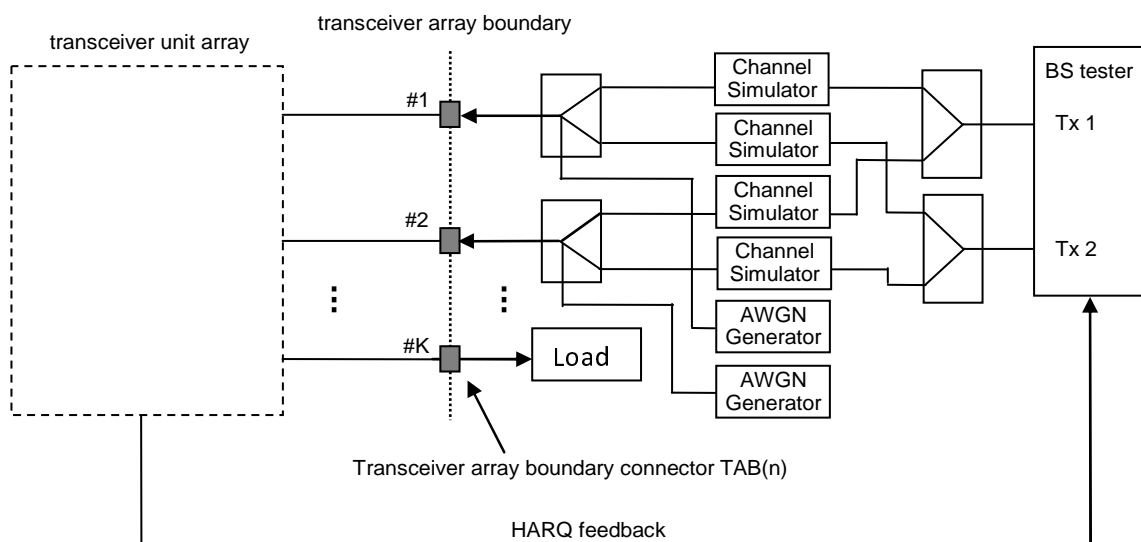 transceiver array boundary
transceiver unit array
Channel
Simulator
BS tester
#1
Tx 1
Channel
Simulator
Channel
Simulator
#2
Channel
Simulator
Tx 2
AWGN
Generator
#K
Load
AWGN
Generator
Transceiver array boundary connector TAB(n)
HARQ feedback